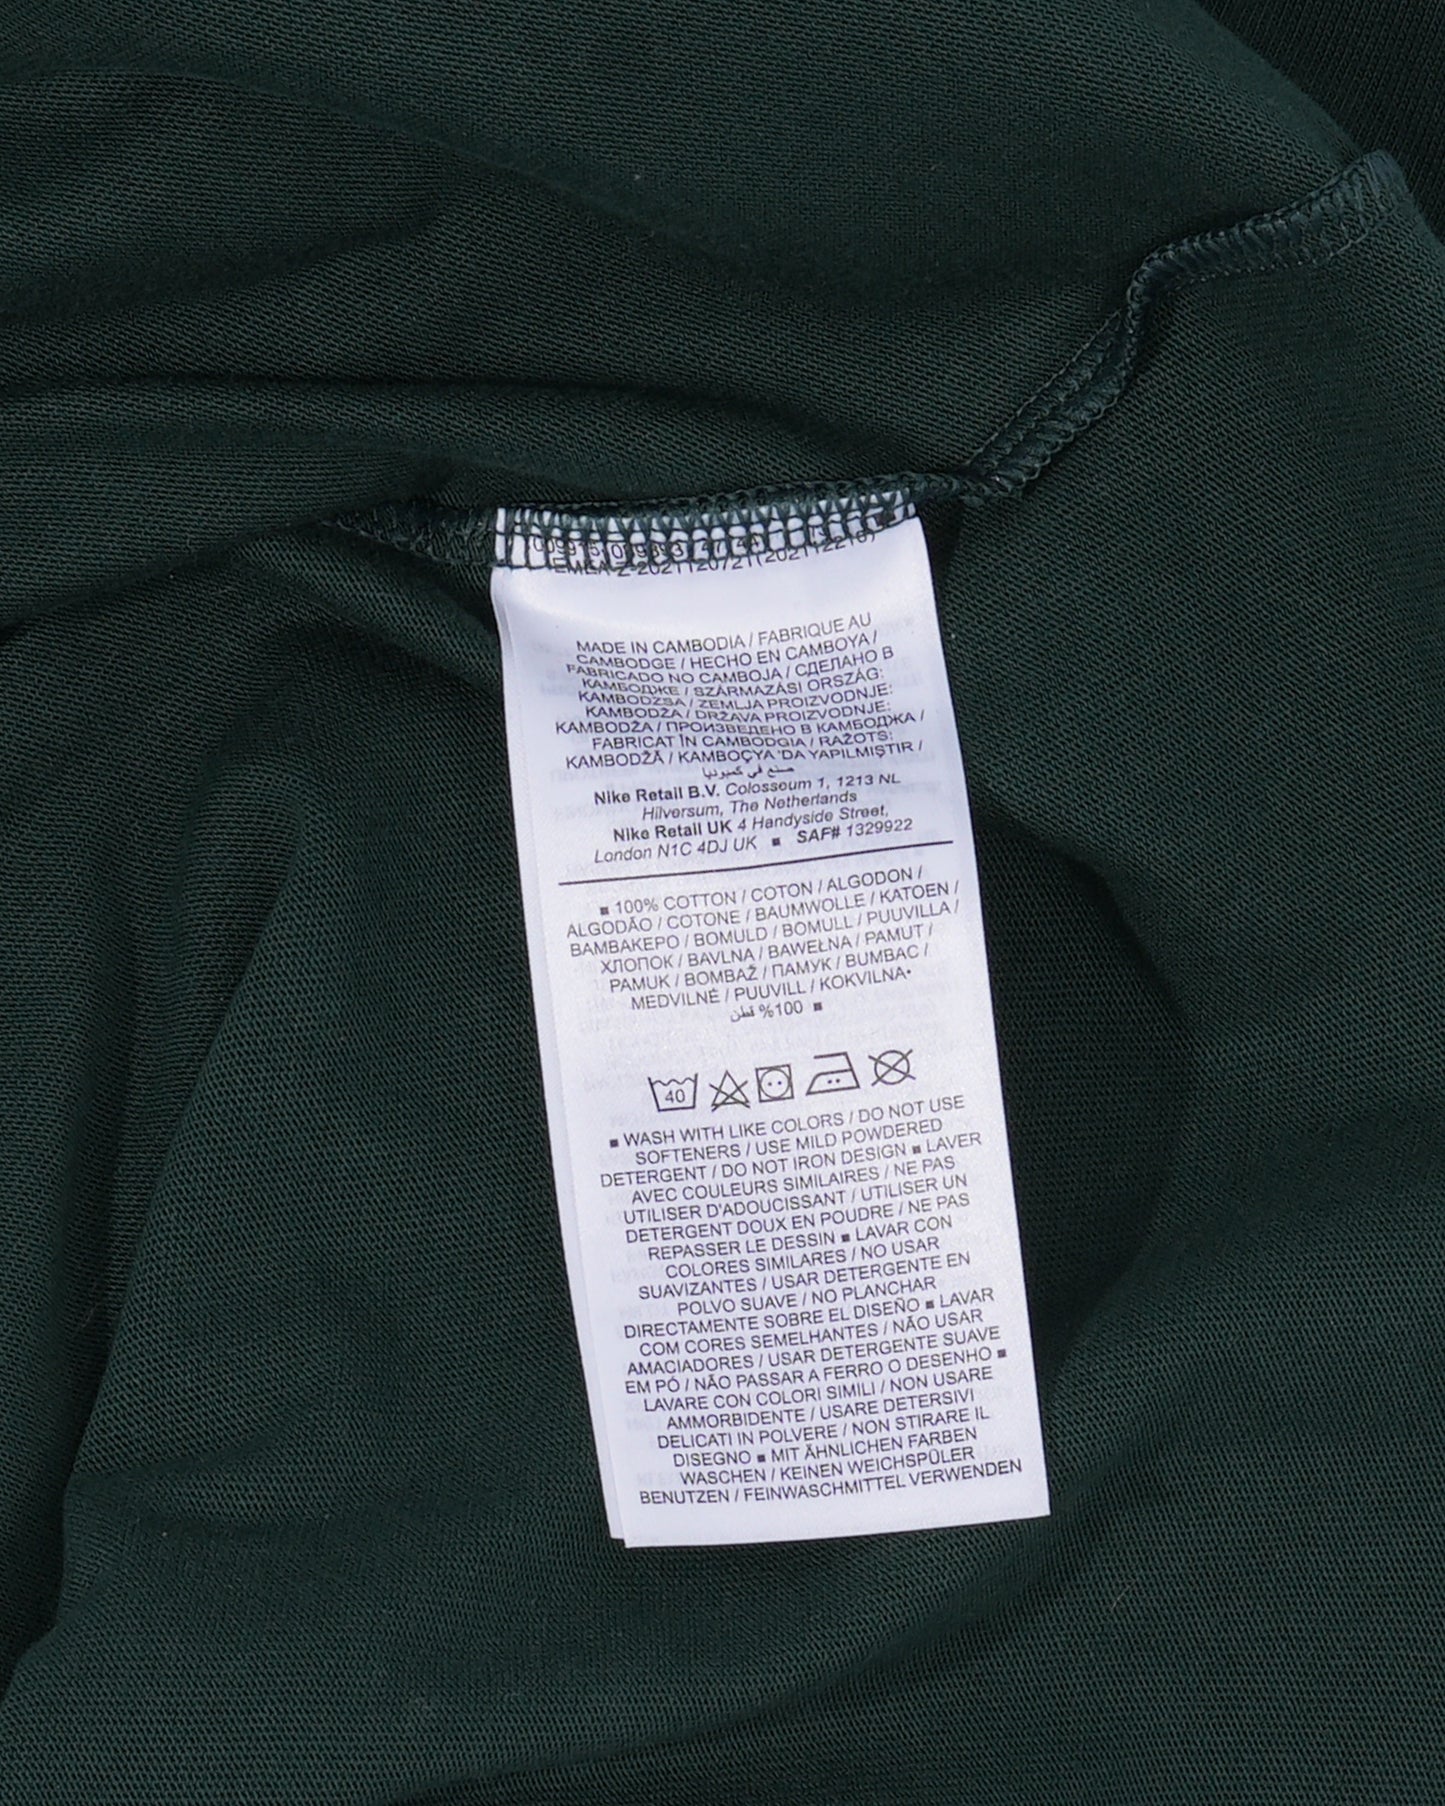 MADE IN CAMBODIA / FABRIQUE AU
CAMBODGE / HECHO EN CAMBOYA /
FABRICADO NO CAMBOJA / СДЕЛАНО В
КАМБОДЖЕ / SZÁRMAZÁSI ORSZÁG:
KAMBODZSA / ZEMLJA PROIZVODNJE:
KAMBODŽA / DRŽAVA PROIZVODNJE:
KAMBODŽA / ПРОИЗВЕДЕНО В КАМБОДЖА /
FABRICAT ÎN CAMBODGIA / RAŽOTS:
KAMBODŽĀ / KAMBOÇYA 'DA YAPILMIŞTIR /
صنع في كمبوديا
Nike Retail B.V. Colosseum 1, 1213 NL
Hilversum, The Netherlands
Nike Retail UK 4 Handyside Street,
London N1C 4DJ UK ■ SAF# 1329922
■ 100% COTTON / COTON / ALGODON /
ALGODÃO / COTONE / BAUMWOLLE / KATOEN /
ΒΑΜΒΑΚΕΡΟ / BOMULD / BOMULL / PUUVILLA /
ХЛОПОК / BAVLNA / BAWEŁNA / PAMUT /
PAMUK / BOMBAŽ / ПАМУК / BUMBAC /
MEDVILNĖ / PUUVILL / KOKVILNA•
■ 100% قطن
40
■ WASH WITH LIKE COLORS / DO NOT USE
SOFTENERS / USE MILD POWDERED
DETERGENT / DO NOT IRON DESIGN ■ LAVER
AVEC COULEURS SIMILAIRES / NE PAS
UTILISER D'ADOUCISSANT / UTILISER UN
DETERGENT DOUX EN POUDRE / NE PAS
REPASSER LE DESSIN ■ LAVAR CON
COLORES SIMILARES / NO USAR
SUAVIZANTES / USAR DETERGENTE EN
POLVO SUAVE / NO PLANCHAR
DIRECTAMENTE SOBRE EL DISEÑO ■ LAVAR
COM CORES SEMELHANTES / NÃO USAR
AMACIADORES / USAR DETERGENTE SUAVE
EM PÓ / NÃO PASSAR A FERRO O DESENHO ■
LAVARE CON COLORI SIMILI / NON USARE
AMMORBIDENTE / USARE DETERSIVI
DELICATI IN POLVERE / NON STIRARE IL
DISEGNO ■ MIT ÄHNLICHEN FARBEN
WASCHEN / KEINEN WEICHSPÜLER
BENUTZEN / FEINWASCHMITTEL VERWENDEN